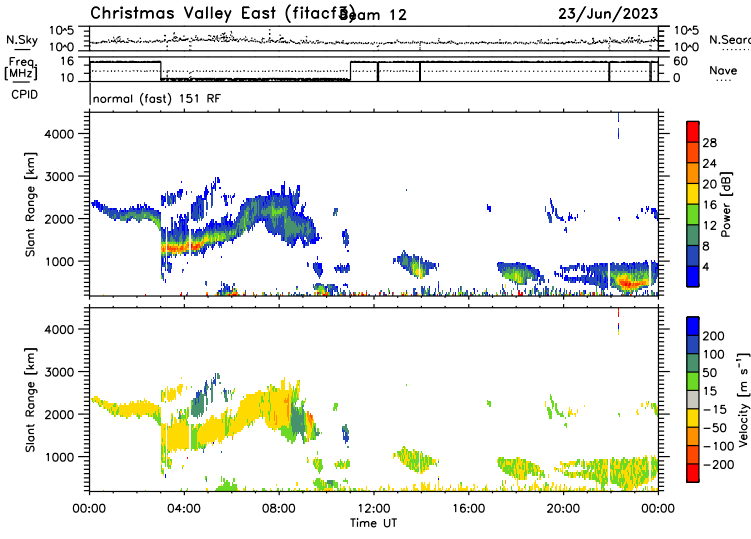 Christmas Valley East (fitacf3) Beam 12 23/Jun/2023
N.Sky 10^5 10^0 10^5 10^0 N.Searc
Freq. [MHz] 16 10 60 0 Nave
CPID normal (fast) 151 RF
Slant Range [km] 4000 3000 2000 1000
Power [dB] 28 24 20 16 12 8 4
Slant Range [km] 4000 3000 2000 1000
Velocity [m s⁻¹] 200 100 50 15 −15 −50 −100 −200
00:00 04:00 08:00 12:00 16:00 20:00 00:00
Time UT